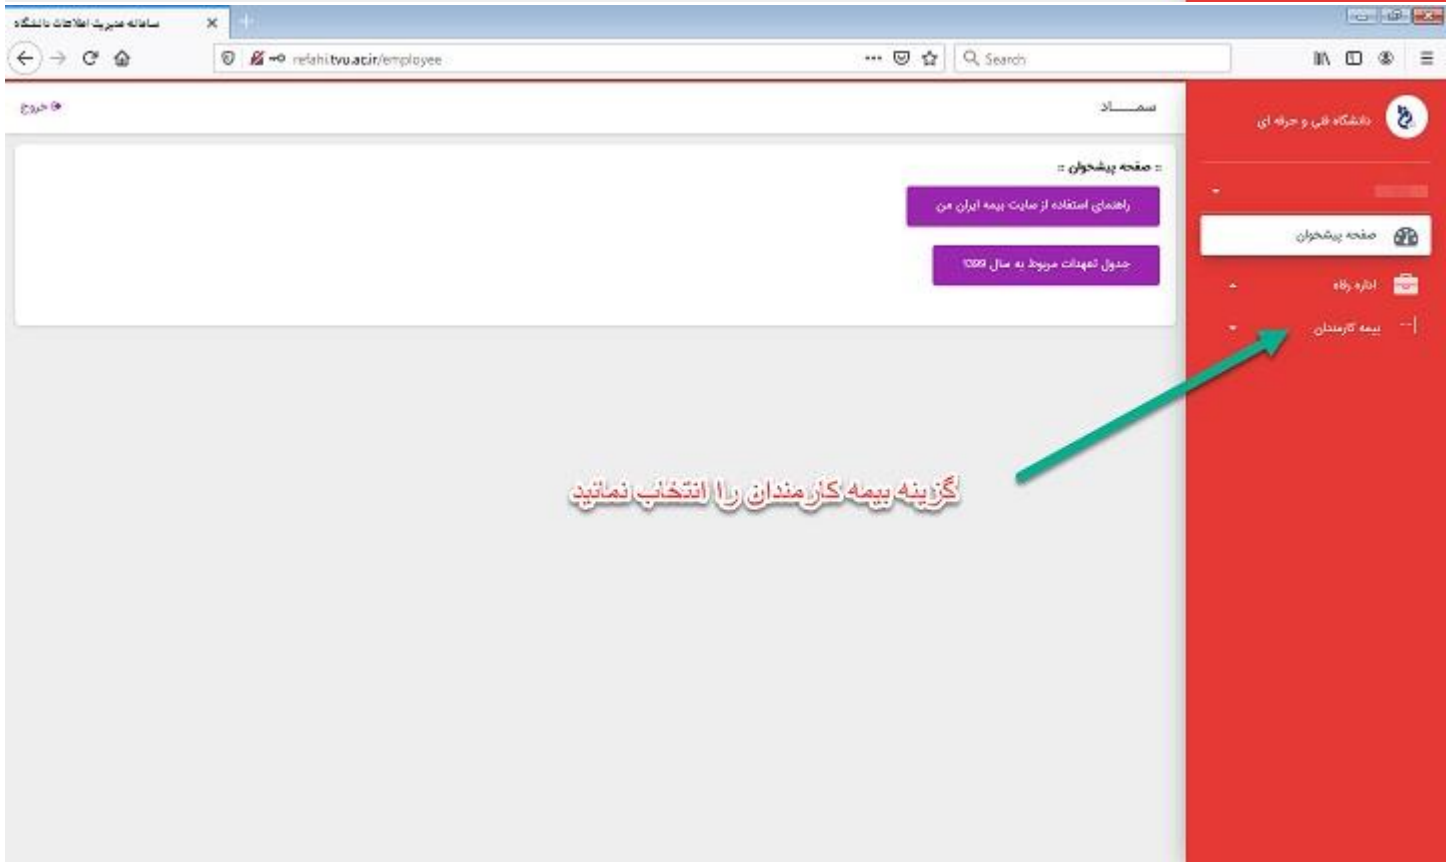 سامانه مدیریت اطلاعات دانشگاه
refahi.tvu.ac.ir/employee
Search
دانشگاه فنی و حرفه ای
سمــــاد
خروج
:: صفحه پیشخوان ::
راهنمای استفاده از سایت بیمه ایران من
جدول تعهدات مربوط به سال 1399
صفحه پیشخوان
اداره رفاه
بیمه کارمندان
گزینه بیمه کارمندان را انتخاب نمائید